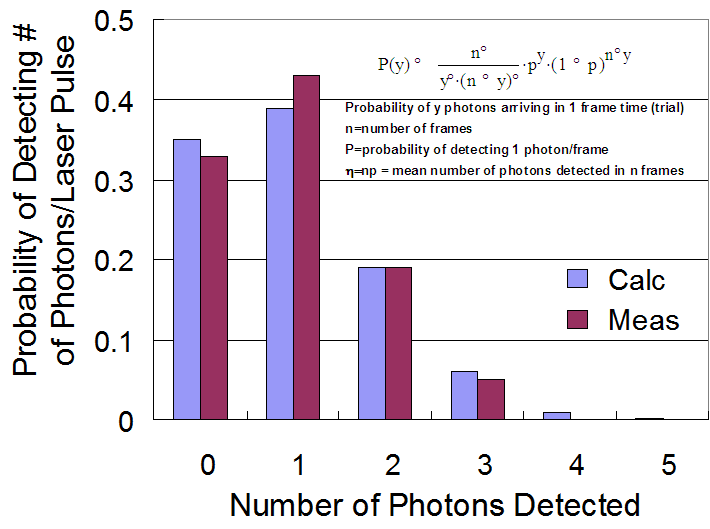 Probability of Detecting #
of Photons/Laser Pulse
0.5
0.4
0.3
0.2
0.1
0
P(y) ° n° / y°·(n ° y)° ·p^y·(1 ° p)^n°y
Probability of y photons arriving in 1 frame time (trial)
n=number of frames
P=probability of detecting 1 photon/frame
η=np = mean number of photons detected in n frames
Calc
Meas
0 1 2 3 4 5
Number of Photons Detected